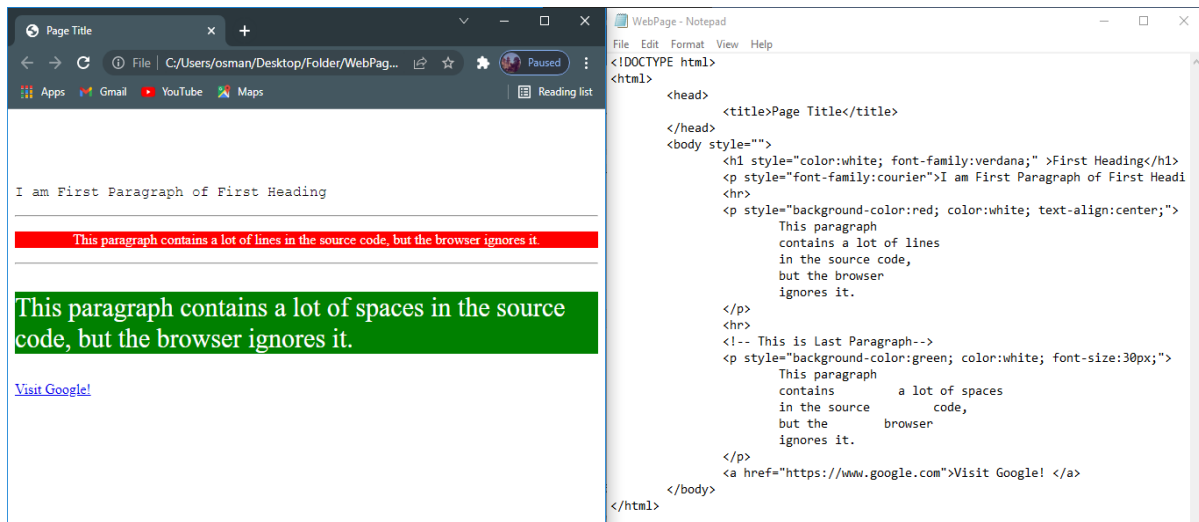 Page Title
File C:/Users/osman/Desktop/Folder/WebPag... Paused
Apps Gmail YouTube Maps Reading list
I am First Paragraph of First Heading
This paragraph contains a lot of lines in the source code, but the browser ignores it.
This paragraph contains a lot of spaces in the source
code, but the browser ignores it.
Visit Google!
WebPage - Notepad
File Edit Format View Help
<!DOCTYPE html>
<html>
<head>
<title>Page Title</title>
</head>
<body style="">
<h1 style="color:white; font-family:verdana;" >First Heading</h1>
<p style="font-family:courier">I am First Paragraph of First Headi
<hr>
<p style="background-color:red; color:white; text-align:center;">
This paragraph
contains a lot of lines
in the source code,
but the browser
ignores it.
</p>
<hr>
<!-- This is Last Paragraph-->
<p style="background-color:green; color:white; font-size:30px;">
This paragraph
contains         a lot of spaces
in the source         code,
but the        browser
ignores it.
</p>
<a href="https://www.google.com">Visit Google! </a>
</body>
</html>